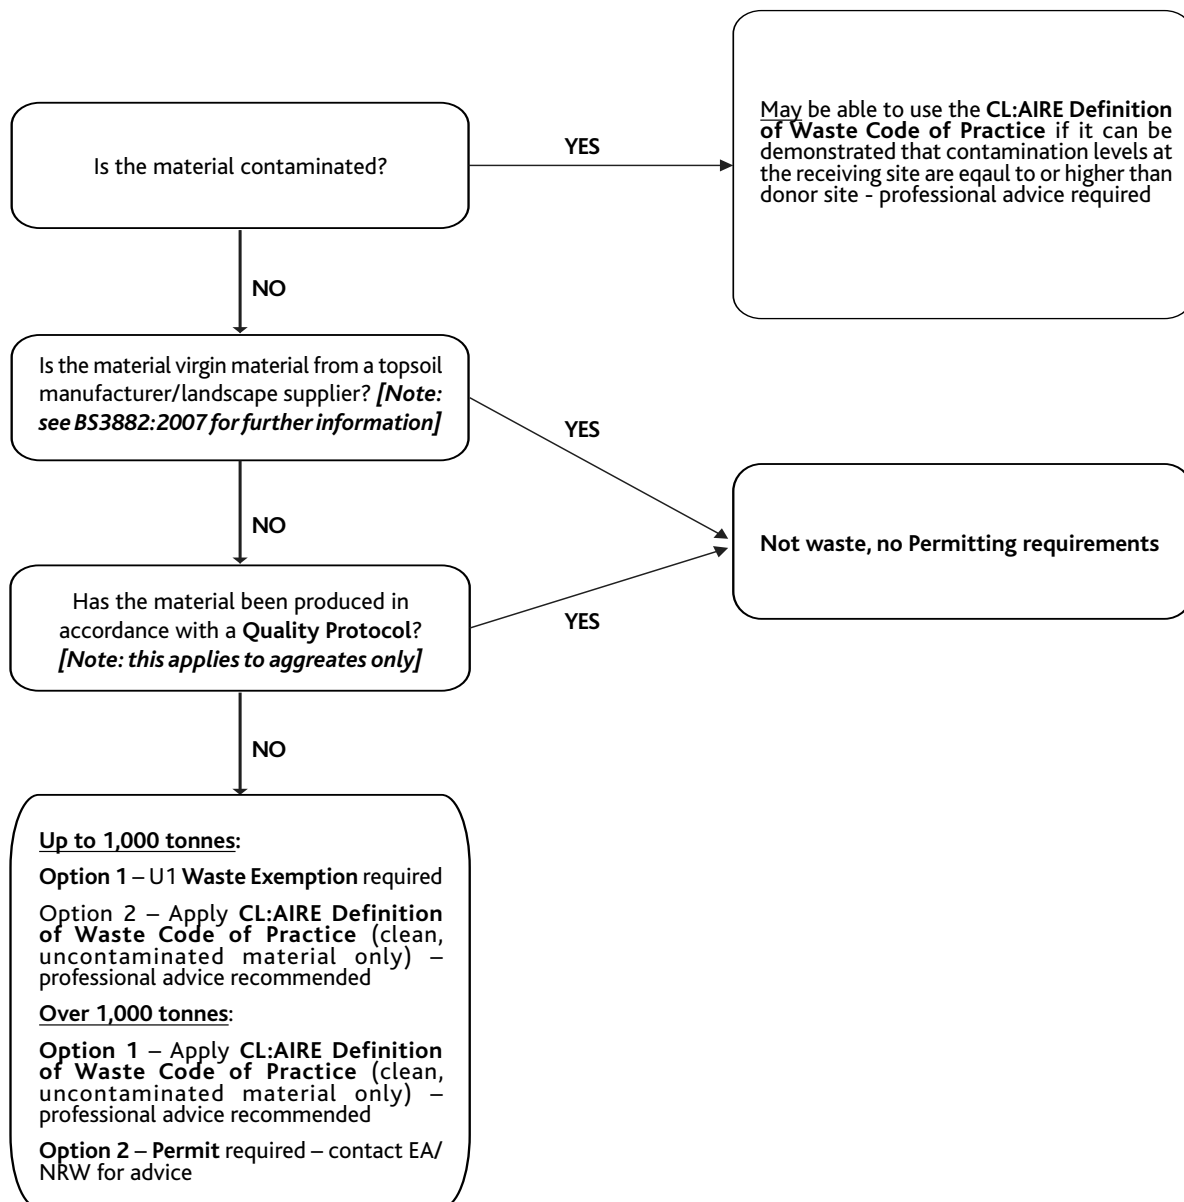 Is the material contaminated?
YES
May be able to use the CL:AIRE Definition
of Waste Code of Practice if it can be
demonstrated that contamination levels at
the receiving site are eqaul to or higher than
donor site - professional advice required
NO
Is the material virgin material from a topsoil
manufacturer/landscape supplier? [Note:
see BS3882:2007 for further information]
YES
NO
Not waste, no Permitting requirements
Has the material been produced in
accordance with a Quality Protocol?
[Note: this applies to aggreates only]
YES
NO
Up to 1,000 tonnes:
Option 1 – U1 Waste Exemption required
Option 2 – Apply CL:AIRE Definition
of Waste Code of Practice (clean,
uncontaminated material only) –
professional advice recommended
Over 1,000 tonnes:
Option 1 – Apply CL:AIRE Definition
of Waste Code of Practice (clean,
uncontaminated material only) –
professional advice recommended
Option 2 – Permit required – contact EA/
NRW for advice